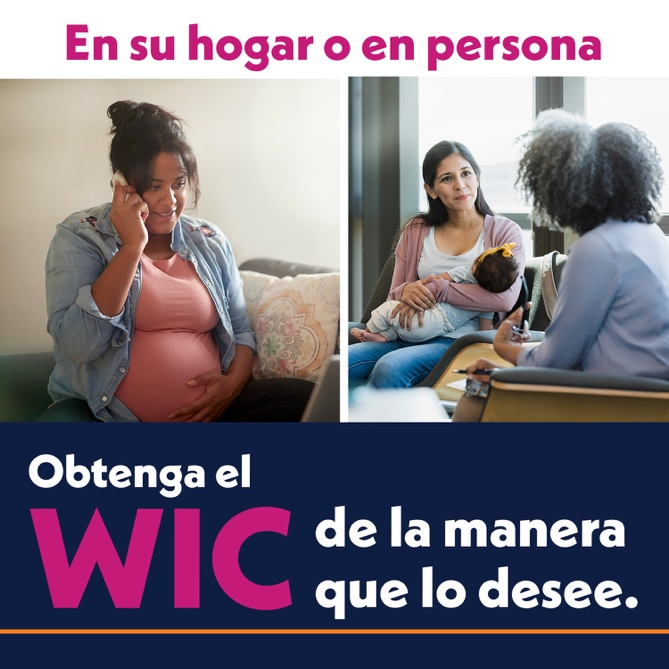 En su hogar o en persona
Obtenga el
WIC
de la manera
que lo desee.